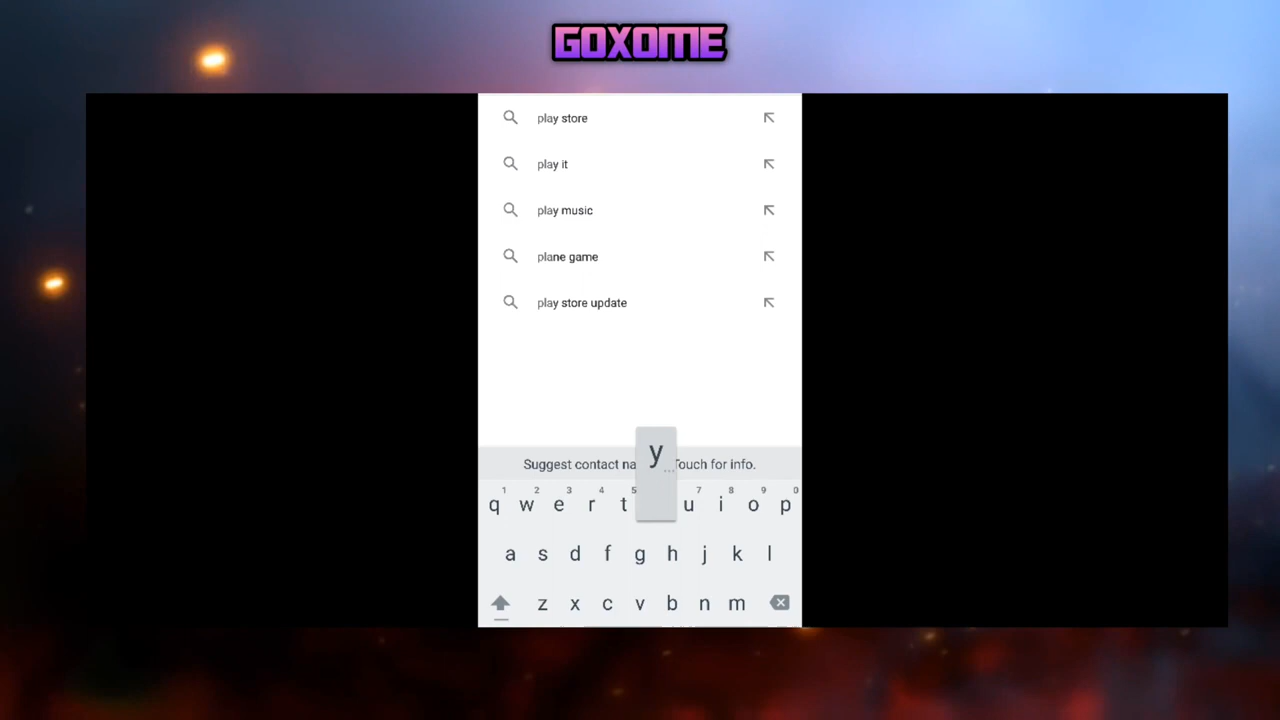 GOXOME
play store
play it
play music
plane game
play store update
y
Suggest contact na Touch for info.
1 2 3 4 5 7 8 9 0
q w e r t u i o p
a s d f g h j k l
z x c v b n m